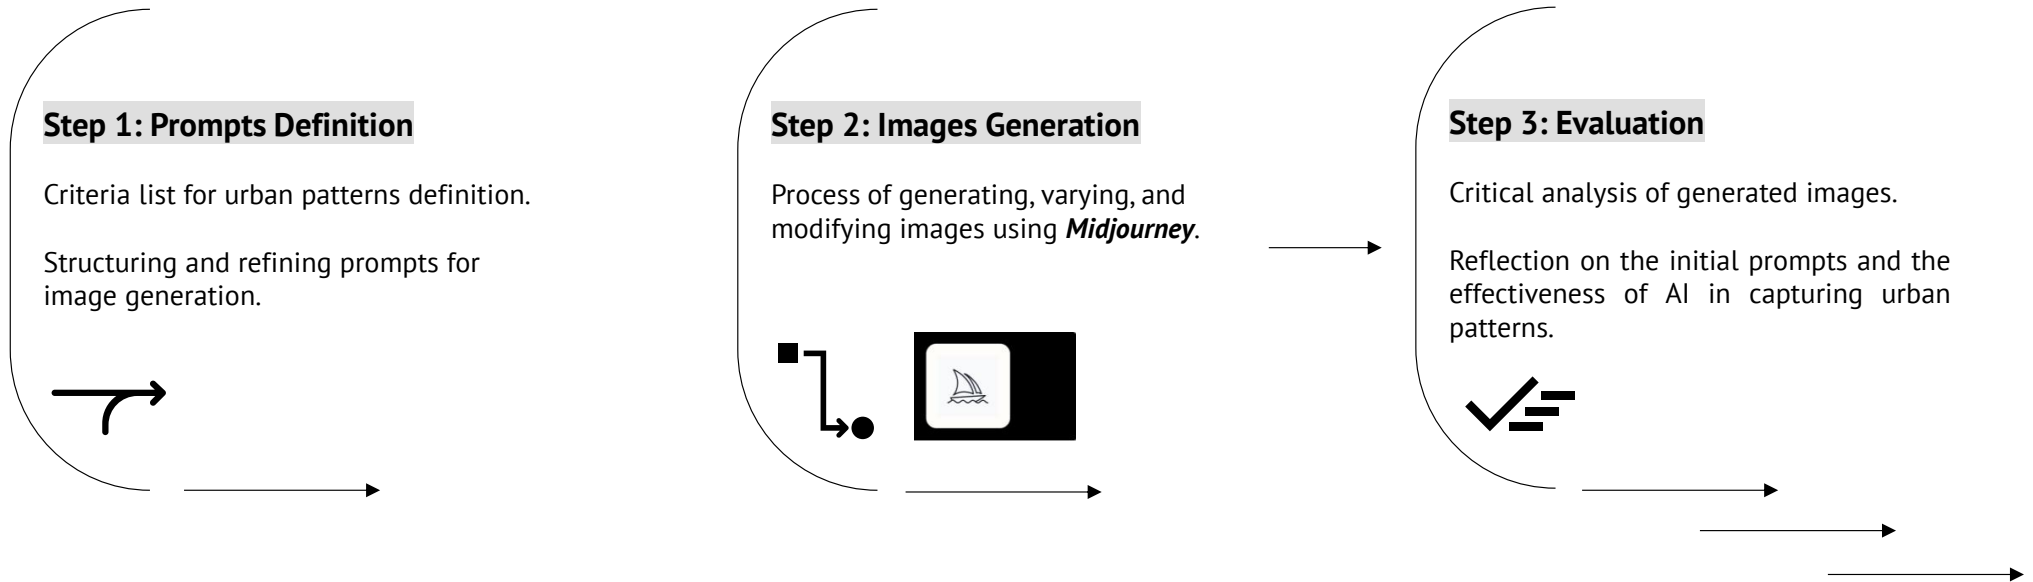 Step 1: Prompts Definition
Criteria list for urban patterns definition.
Structuring and refining prompts for
image generation.
Step 2: Images Generation
Process of generating, varying, and
modifying images using Midjourney.
Step 3: Evaluation
Critical analysis of generated images.
Reflection on the initial prompts and the
effectiveness of AI in capturing urban
patterns.